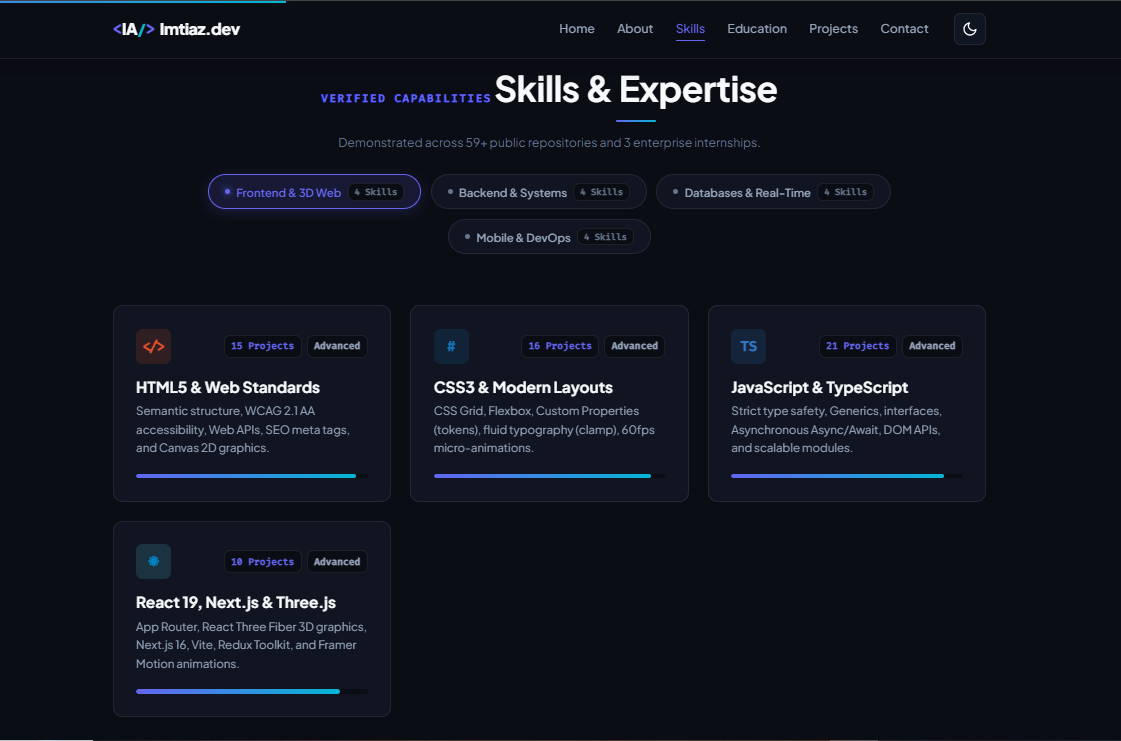 <IA/> Imtiaz.dev
Home About Skills Education Projects Contact
VERIFIED CAPABILITIES Skills & Expertise
Demonstrated across 59+ public repositories and 3 enterprise internships.
Frontend & 3D Web 4 Skills
Backend & Systems 4 Skills
Databases & Real-Time 4 Skills
Mobile & DevOps 4 Skills
</> 15 Projects Advanced
HTML5 & Web Standards
Semantic structure, WCAG 2.1 AA
accessibility, Web APIs, SEO meta tags,
and Canvas 2D graphics.
# 16 Projects Advanced
CSS3 & Modern Layouts
CSS Grid, Flexbox, Custom Properties
(tokens), fluid typography (clamp), 60fps
micro-animations.
TS 21 Projects Advanced
JavaScript & TypeScript
Strict type safety, Generics, interfaces,
Asynchronous Async/Await, DOM APIs,
and scalable modules.
10 Projects Advanced
React 19, Next.js & Three.js
App Router, React Three Fiber 3D graphics,
Next.js 16, Vite, Redux Toolkit, and Framer
Motion animations.